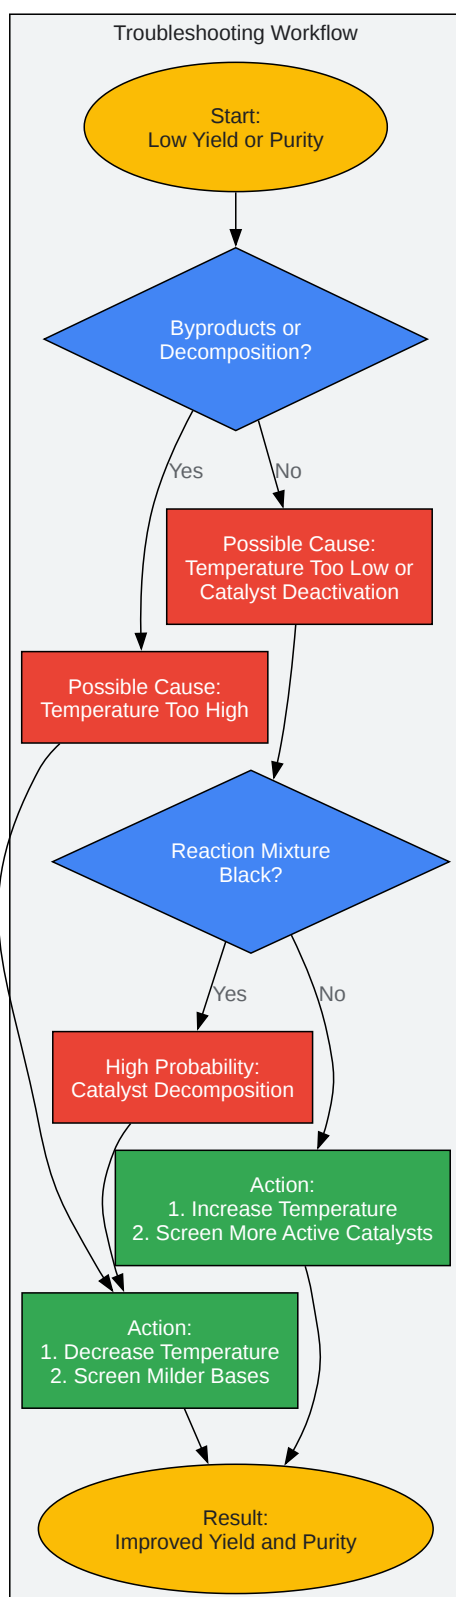 Troubleshooting Workflow
Start:
Low Yield or Purity
Byproducts or
Decomposition?
Yes
No
Possible Cause:
Temperature Too Low or
Catalyst Deactivation
Possible Cause:
Temperature Too High
Reaction Mixture
Black?
Yes
No
High Probability:
Catalyst Decomposition
Action:
1. Increase Temperature
2. Screen More Active Catalysts
Action:
1. Decrease Temperature
2. Screen Milder Bases
Result:
Improved Yield and Purity